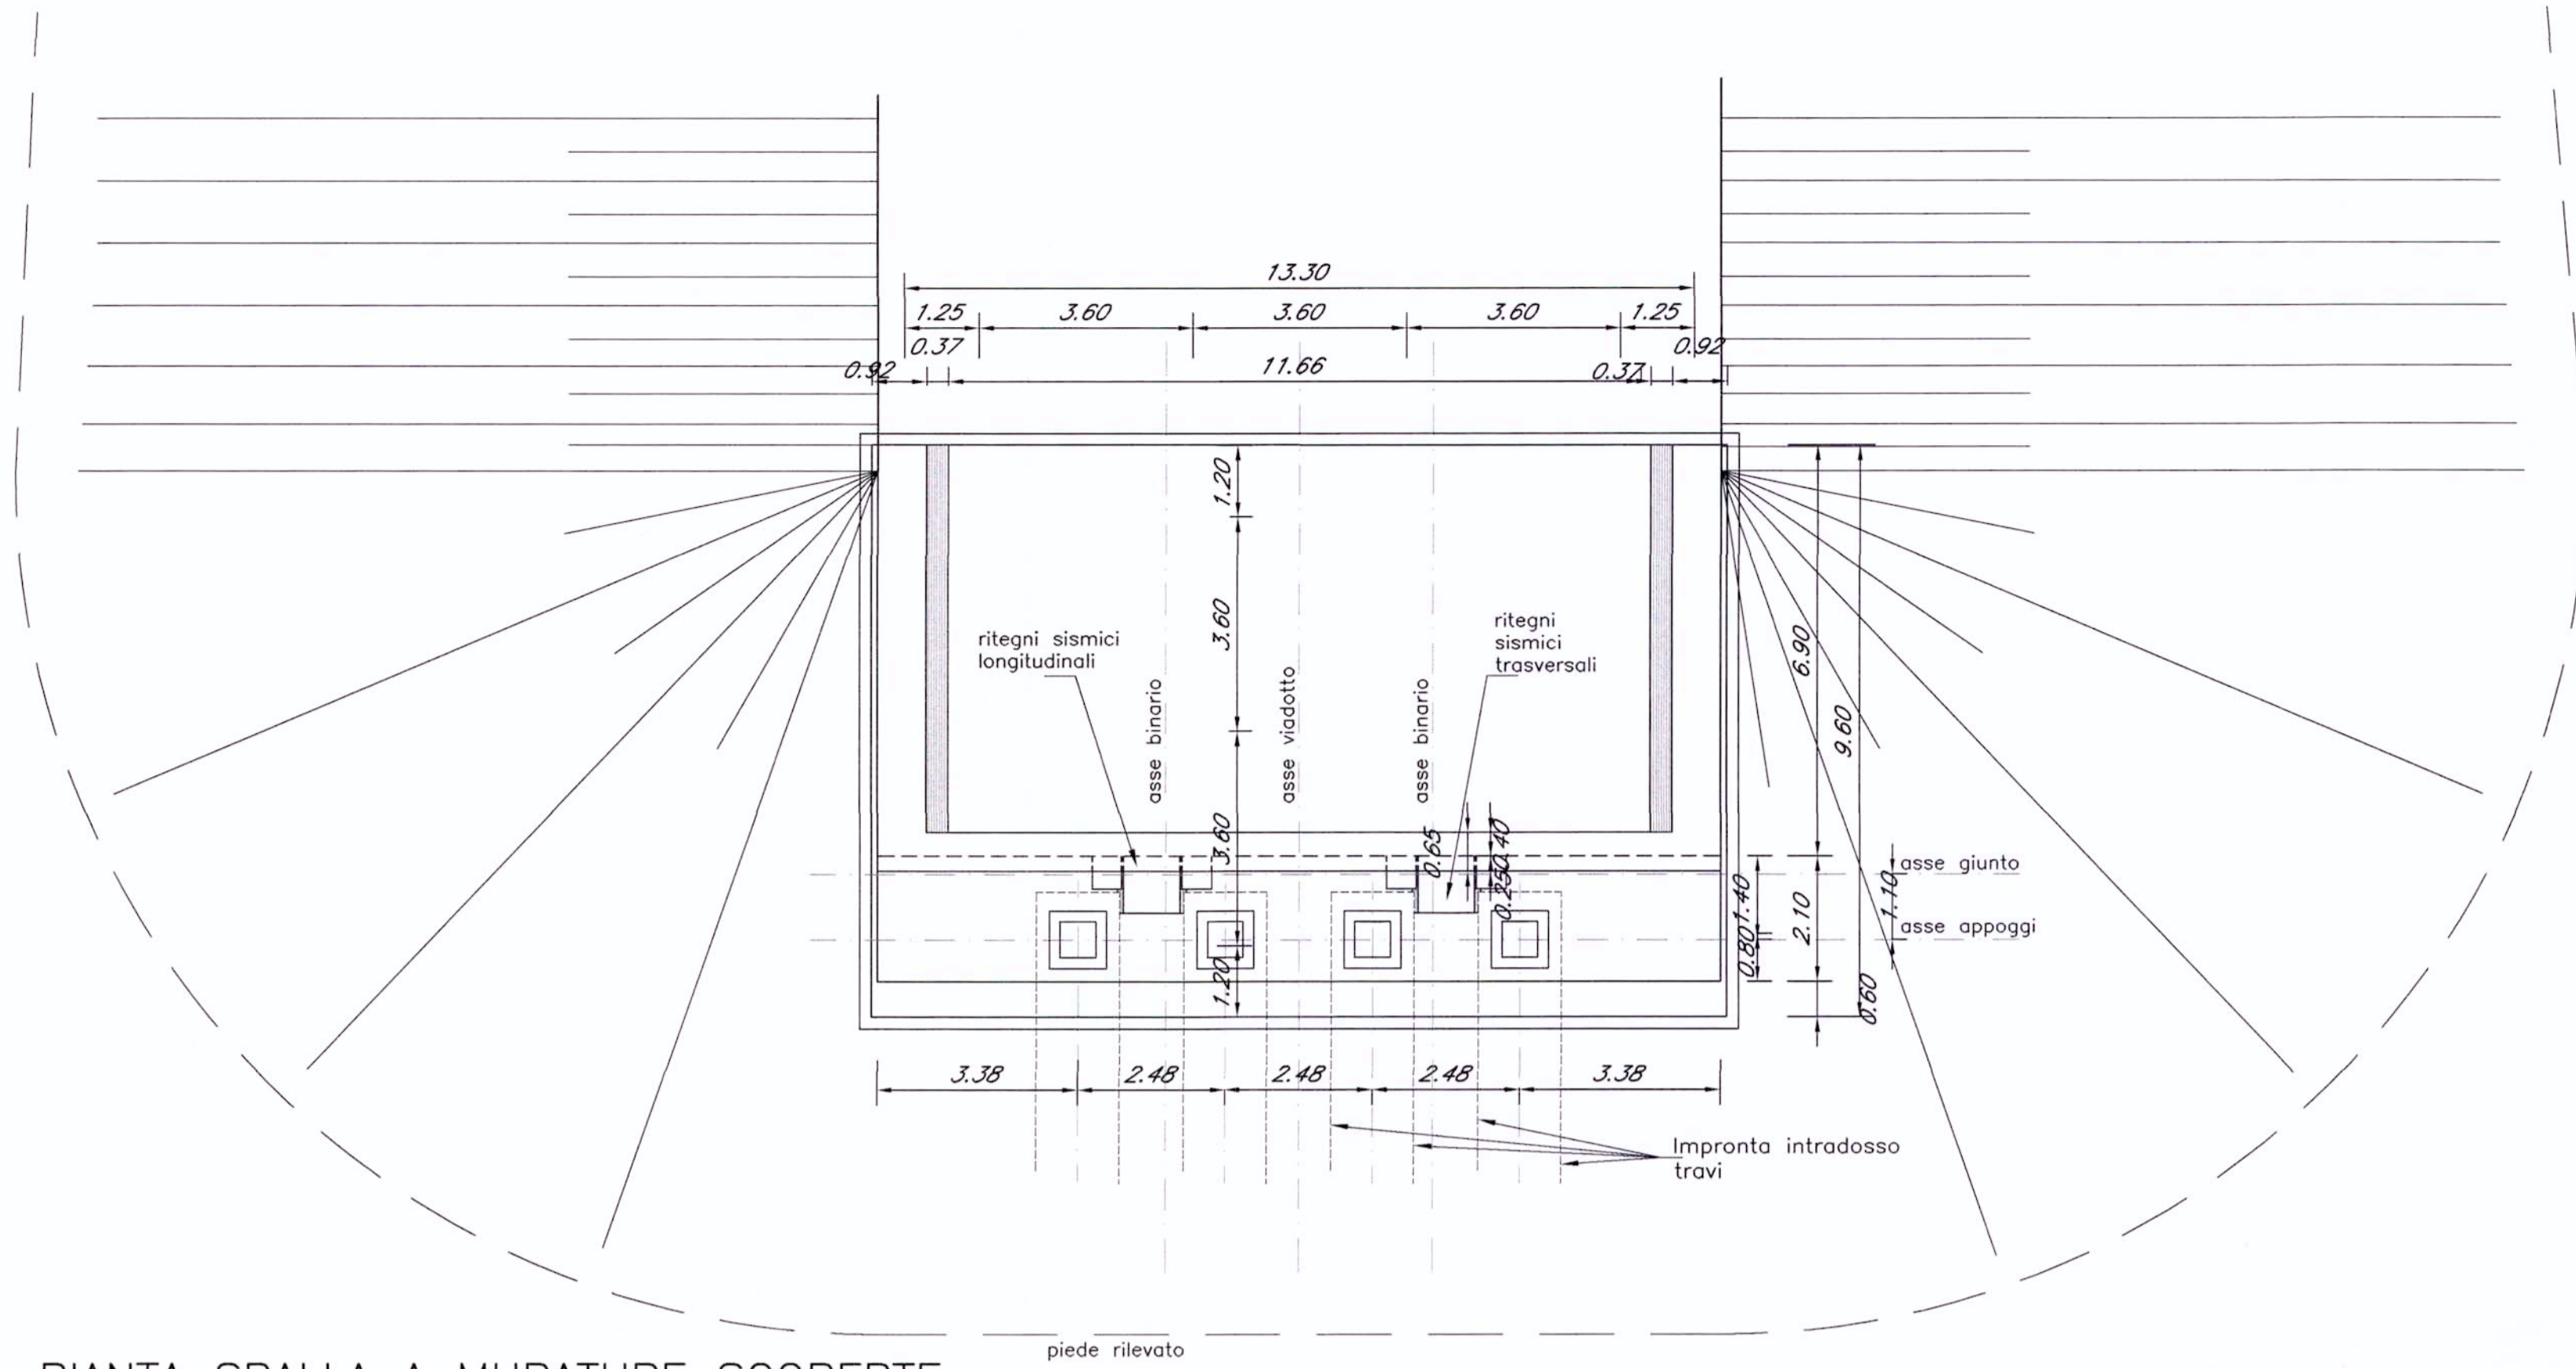 13.30
1.25 3.60 3.60 3.60 1.25
0.37 0.92
0.92 11.66 0.37
1.20
3.60
3.60
1.20
ritegni sismici
longitudinali
ritegni
sismici
trasversali
asse binario
asse viadotto
asse binario
0.65
0.40
0.25
6.90
9.60
2.10
0.60
1.40
0.80
1.10
asse giunto
asse appoggi
3.38 2.48 2.48 2.48 3.38
Impronta intradosso
travi
piede rilevato
PIANTA SPALLA A MURATURE SCOPERTE